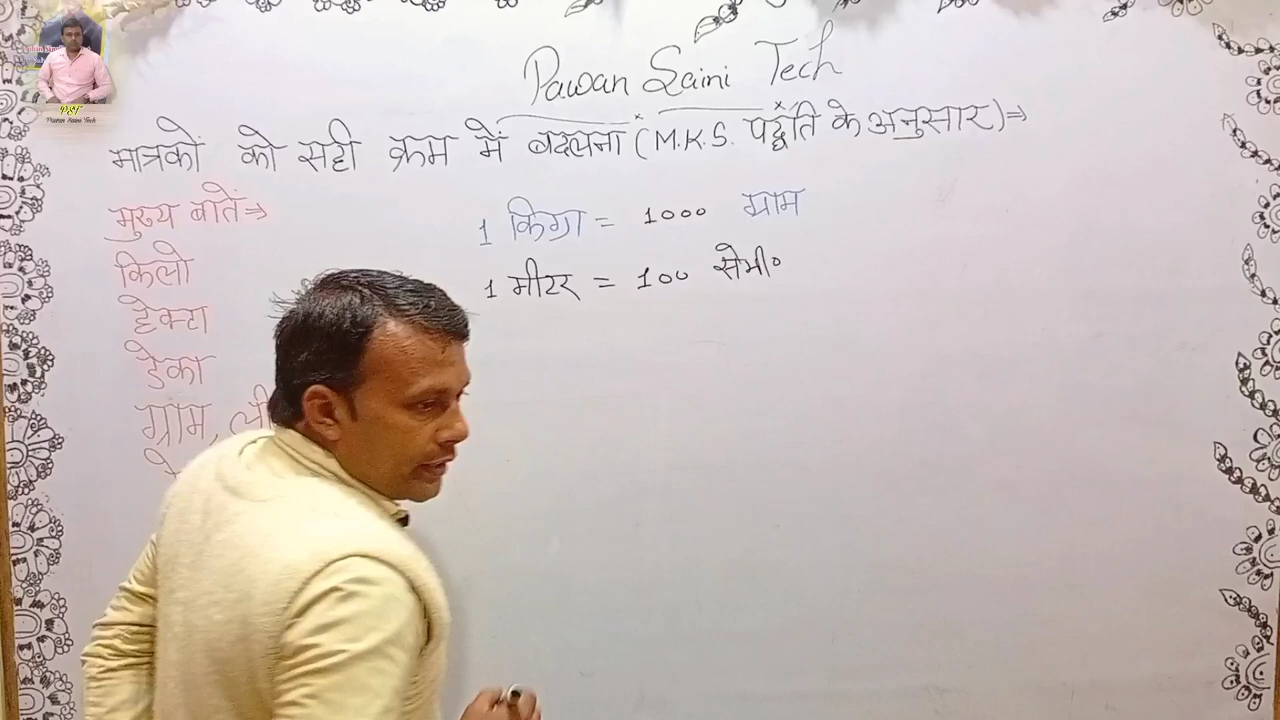 PST
Pawan Saini Tech
Pawan Saini Tech
मात्रकों को सही क्रम में बदलना (M.K.S. पद्धति के अनुसार) ⇒
मुख्य बातें ⇒
किलो
हेक्टा
डेका
ग्राम, ली
1 किग्रा = 1000 ग्राम
1 मीटर = 100 सेमी०